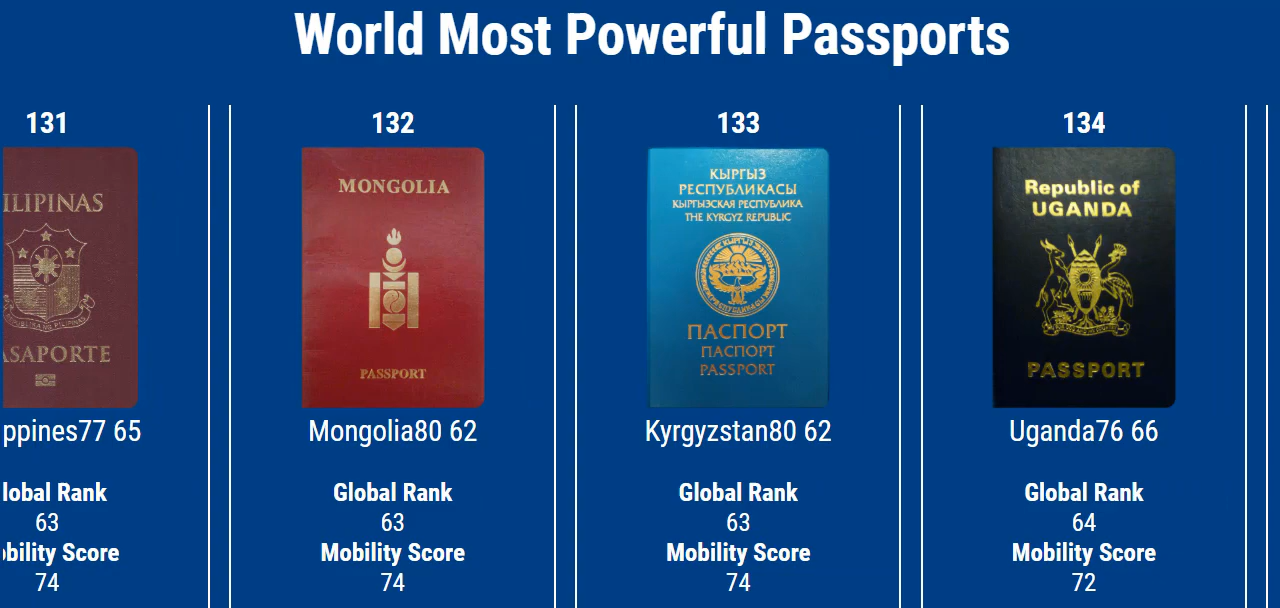 World Most Powerful Passports
131
ILIPINAS
ASAPORTE
ppines77 65
lobal Rank
63
obility Score
74
132
MONGOLIA
PASSPORT
Mongolia80 62
Global Rank
63
Mobility Score
74
133
КЫРГЫЗ
РЕСПУБЛИКАСЫ
КЫРГЫЗСКАЯ РЕСПУБЛИКА
THE KYRGYZ REPUBLIC
ПАСПОРТ
ПАСПОРТ
PASSPORT
Kyrgyzstan80 62
Global Rank
63
Mobility Score
74
134
Republic of
UGANDA
PASSPORT
Uganda76 66
Global Rank
64
Mobility Score
72